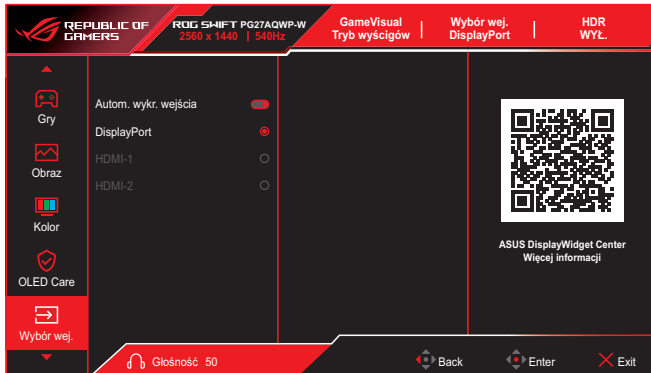 REPUBLIC OF
GAMERS
ROG SWIFT PG27AQWP-W
2560 x 1440 | 540Hz
GameVisual
Tryb wyścigów
Wybór wej.
DisplayPort
HDR
WYŁ.
Gry
Obraz
Kolor
OLED Care
Wybór wej.
Autom. wykr. wejścia
DisplayPort
HDMI-1
HDMI-2
ASUS DisplayWidget Center
Więcej informacji
Głośność 50
Back
Enter
Exit